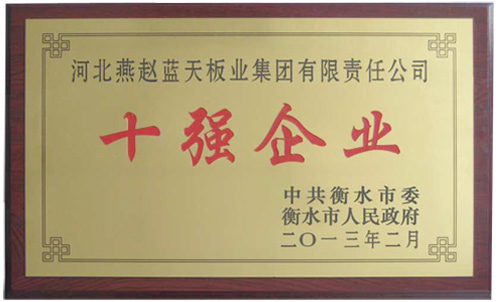 河北燕赵蓝天板业集团有限责任公司
十强企业
中共衡水市委
衡水市人民政府
二〇一三年二月